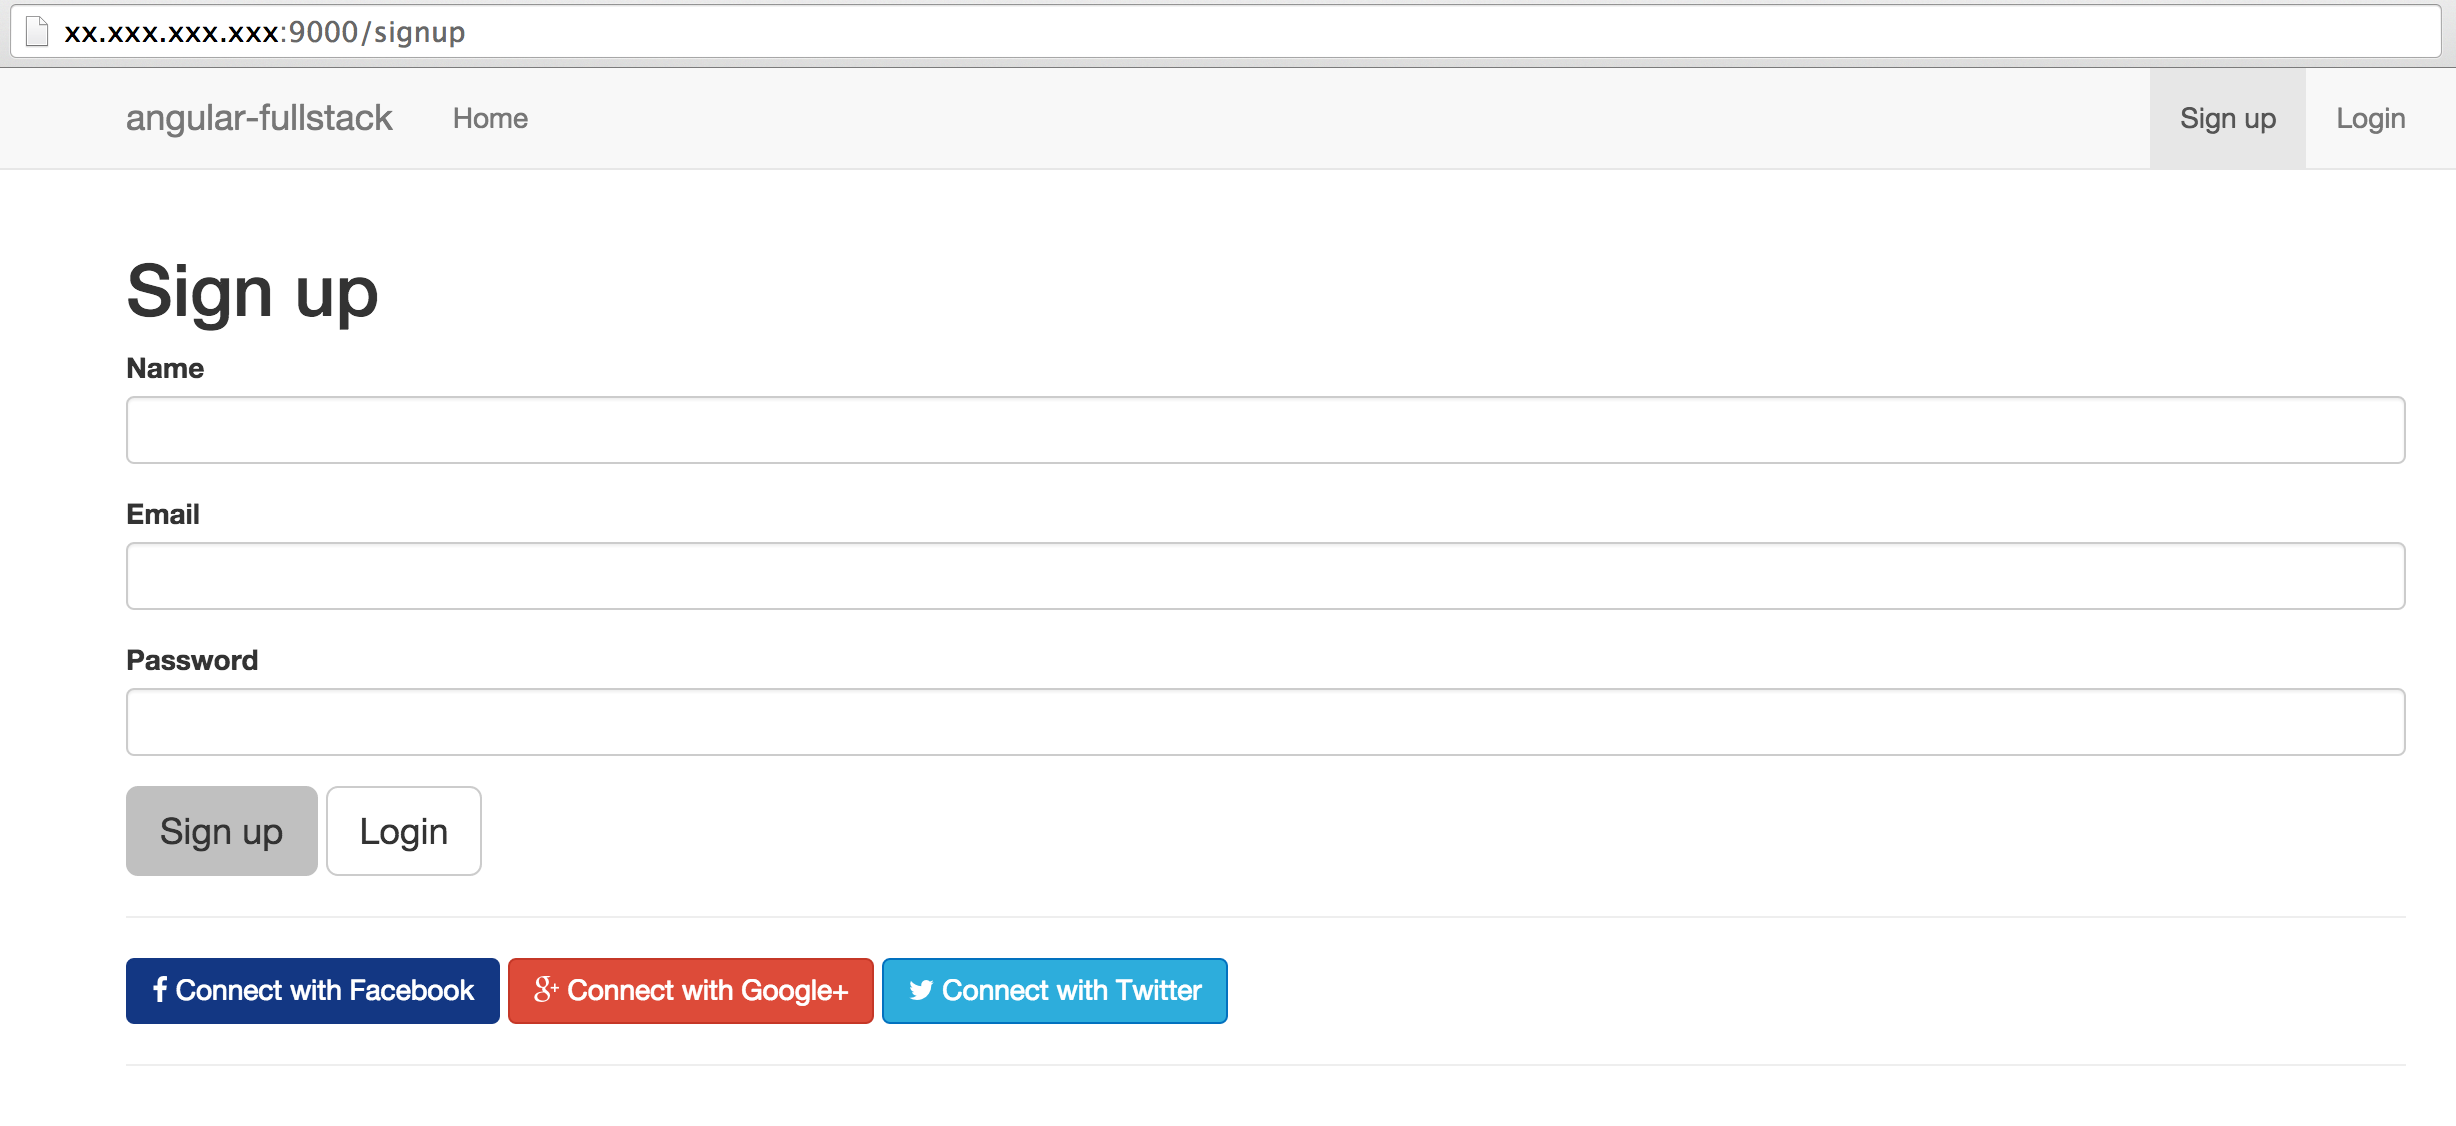 xx.xxx.xxx.xxx:9000/signup
angular-fullstack Home Sign up Login
Sign up
Name
Email
Password
Sign up Login
Connect with Facebook Connect with Google+ Connect with Twitter